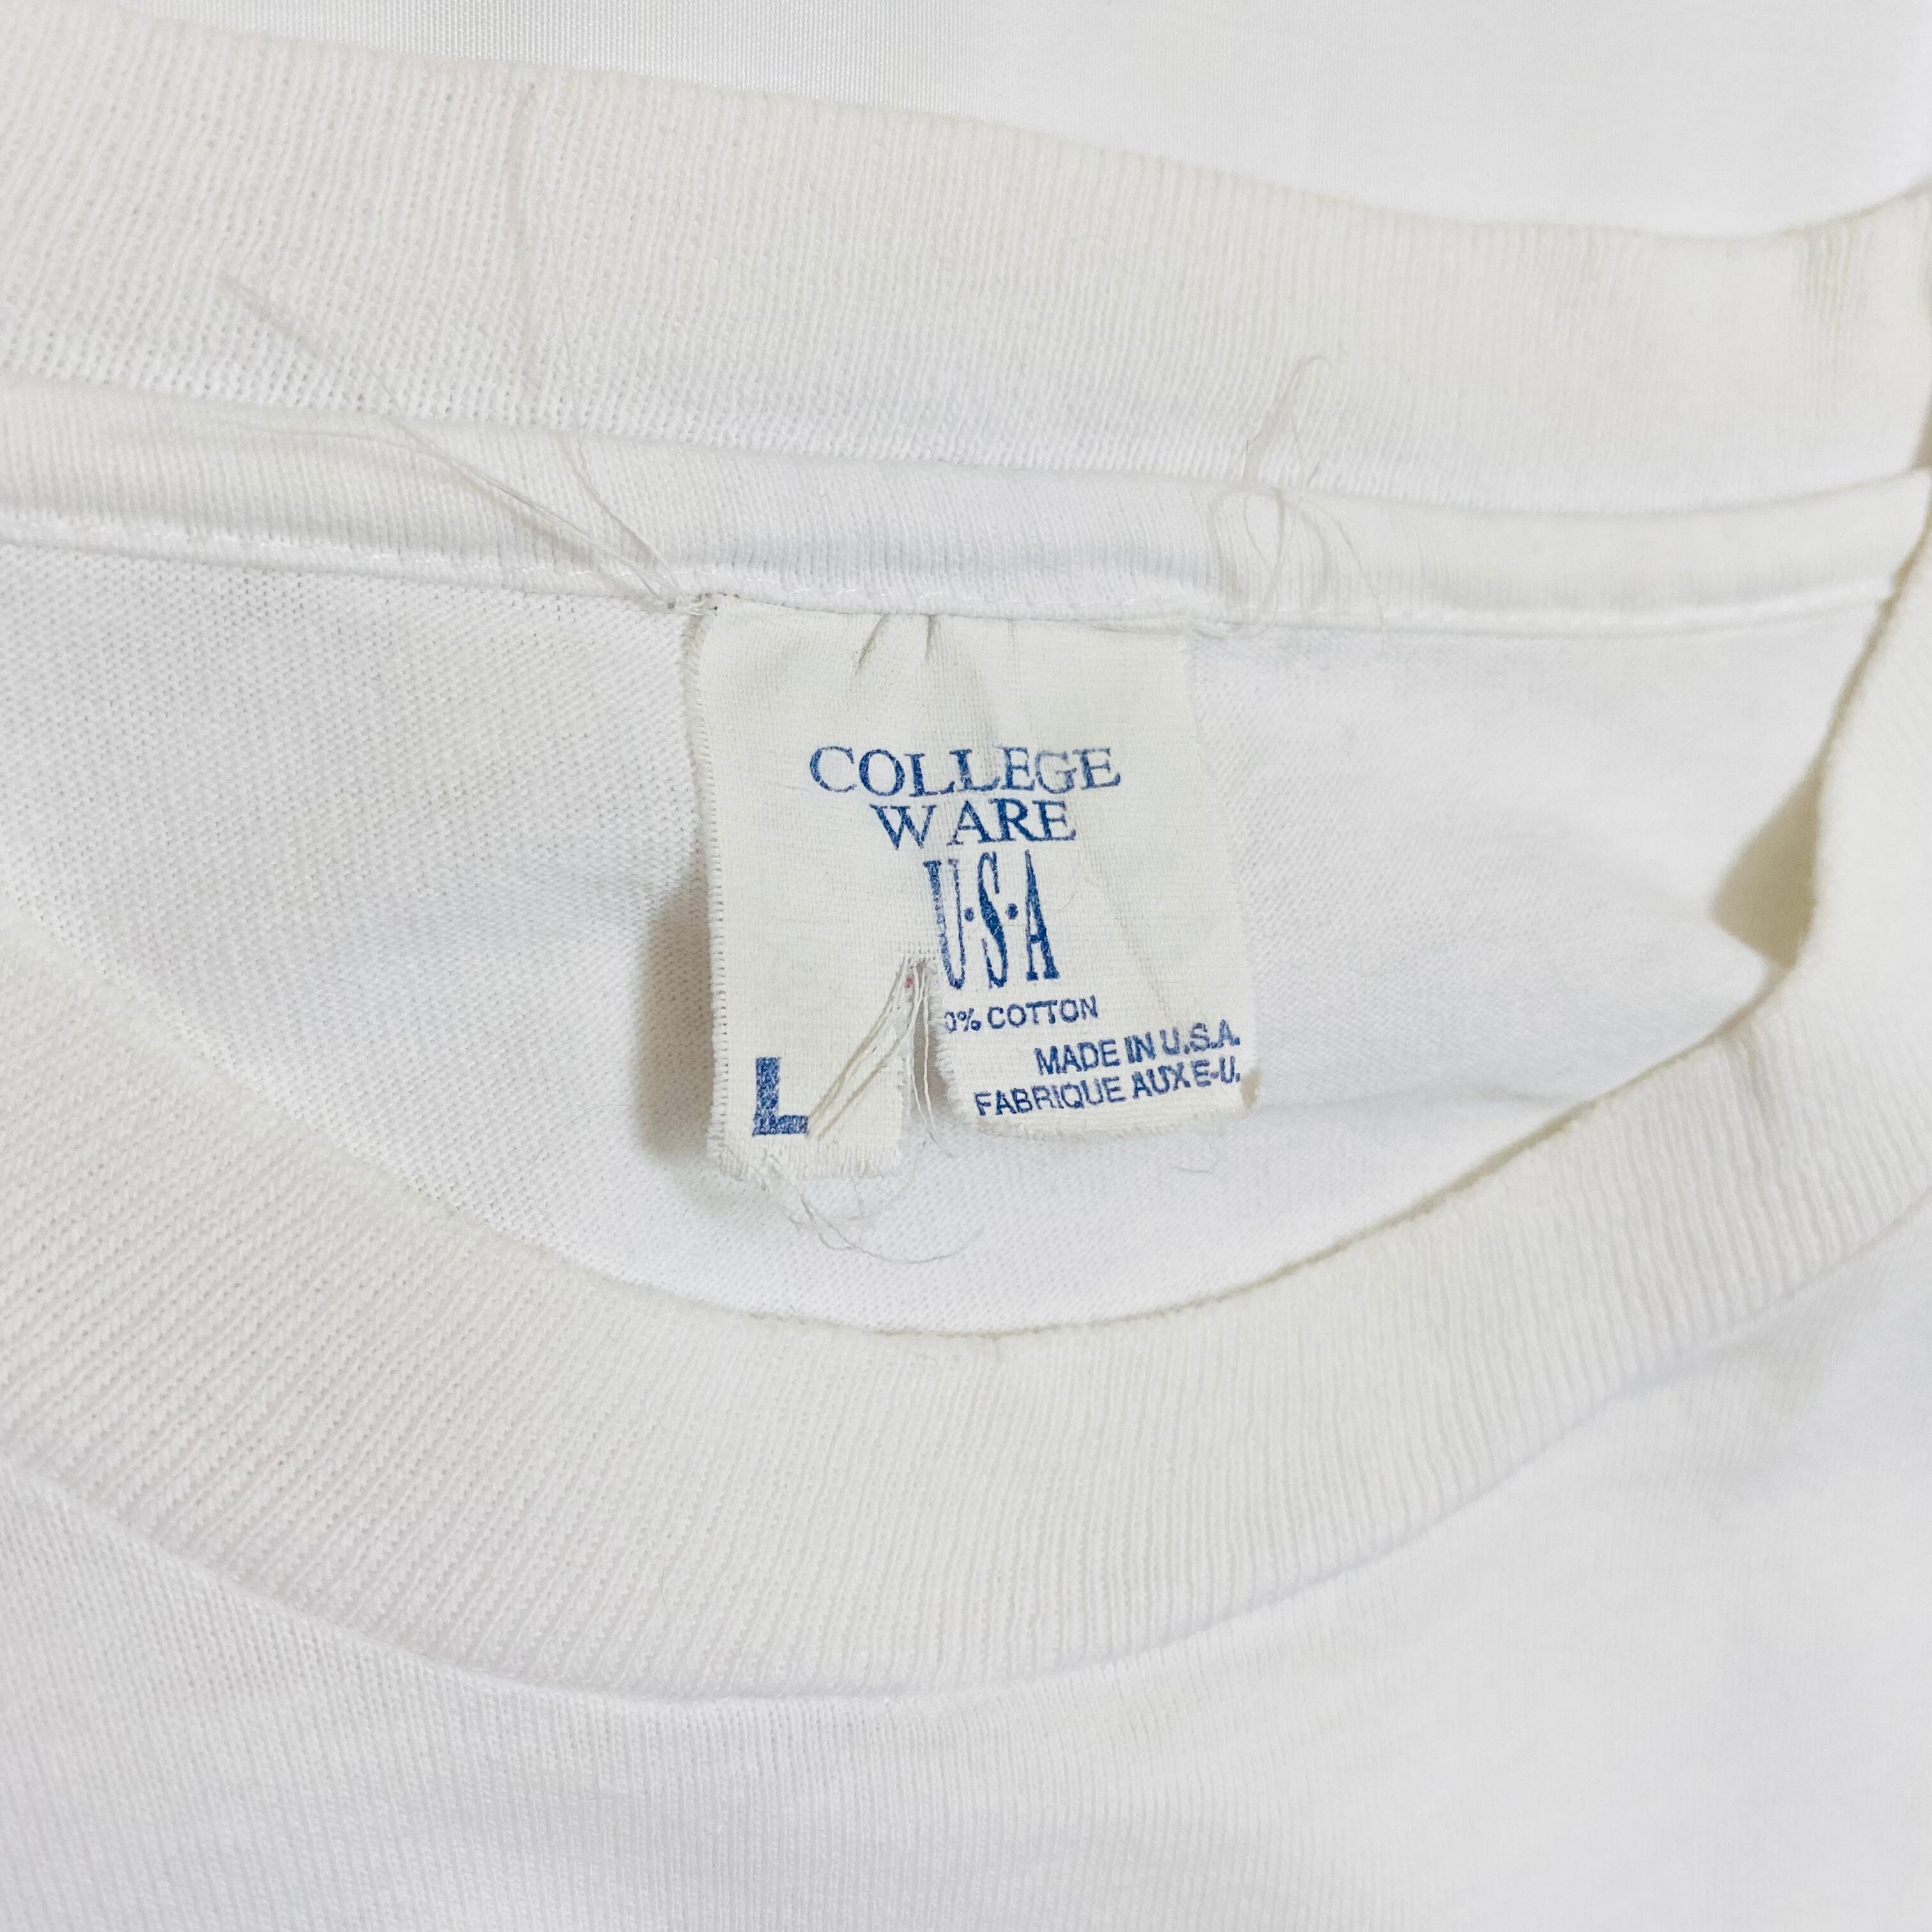 COLLEGE
WARE
U·S·A
0% COTTON
MADE IN U.S.A.
FABRIQUE AUX E-U.
L